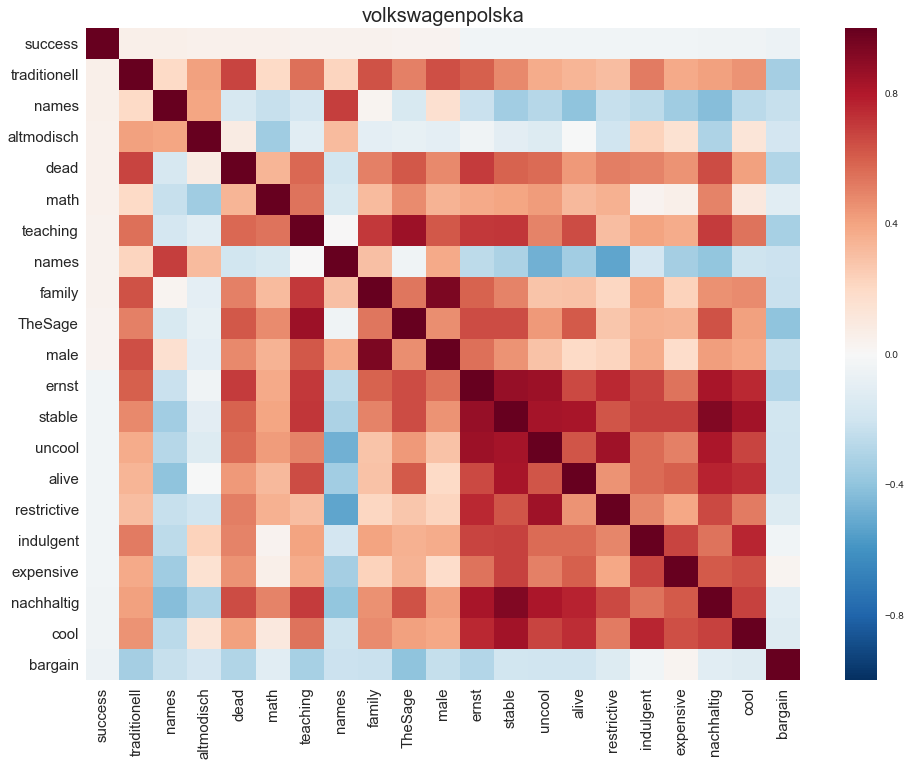 volkswagenpolska
success
traditionell
names
altmodisch
dead
math
teaching
names
family
TheSage
male
ernst
stable
uncool
alive
restrictive
indulgent
expensive
nachhaltig
cool
bargain
0.8
0.4
0.0
−0.4
−0.8
success
traditionell
names
altmodisch
dead
math
teaching
names
family
TheSage
male
ernst
stable
uncool
alive
restrictive
indulgent
expensive
nachhaltig
cool
bargain